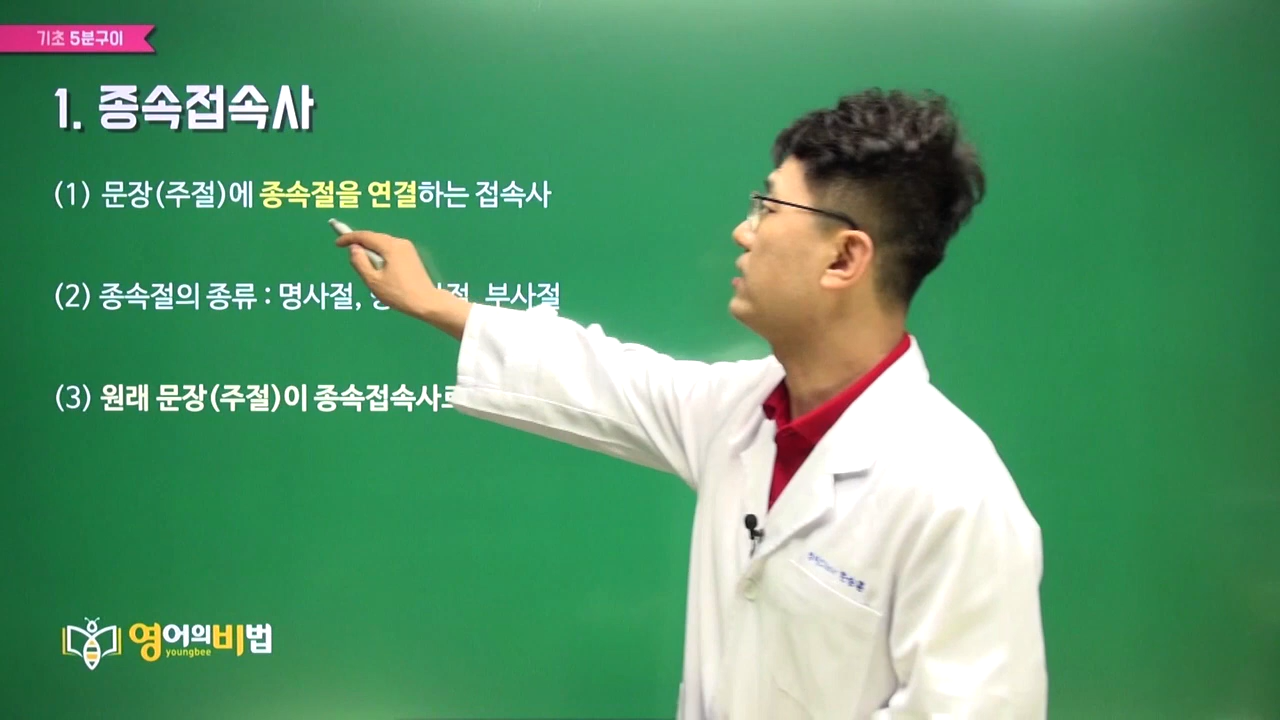 기초 5분구이
1. 종속접속사
(1) 문장(주절)에 종속절을 연결하는 접속사
(2) 종속절의 종류 : 명사절, 부사절
(3) 원래 문장(주절)이 종속접속사로
영어의비법
youngbee